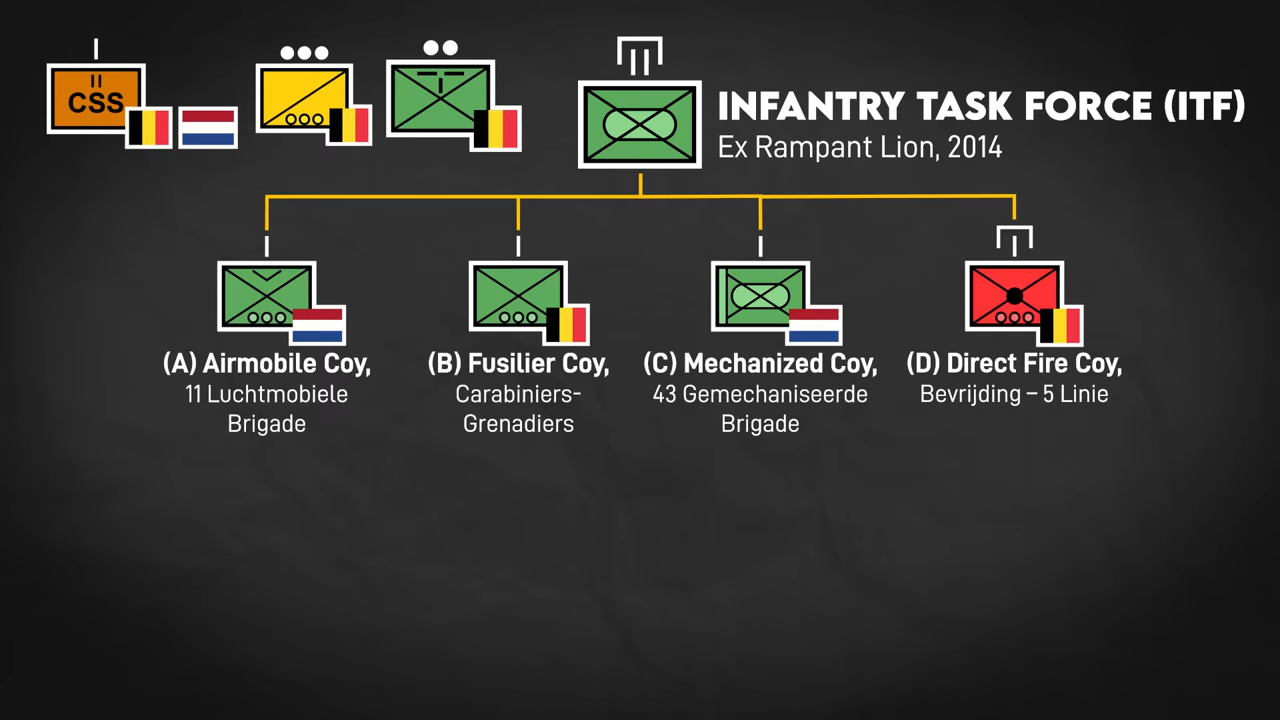 CSS
INFANTRY TASK FORCE (ITF)
Ex Rampant Lion, 2014
(A) Airmobile Coy,
11 Luchtmobiele
Brigade
(B) Fusilier Coy,
Carabiniers-
Grenadiers
(C) Mechanized Coy,
43 Gemechaniseerde
Brigade
(D) Direct Fire Coy,
Bevrijding – 5 Linie